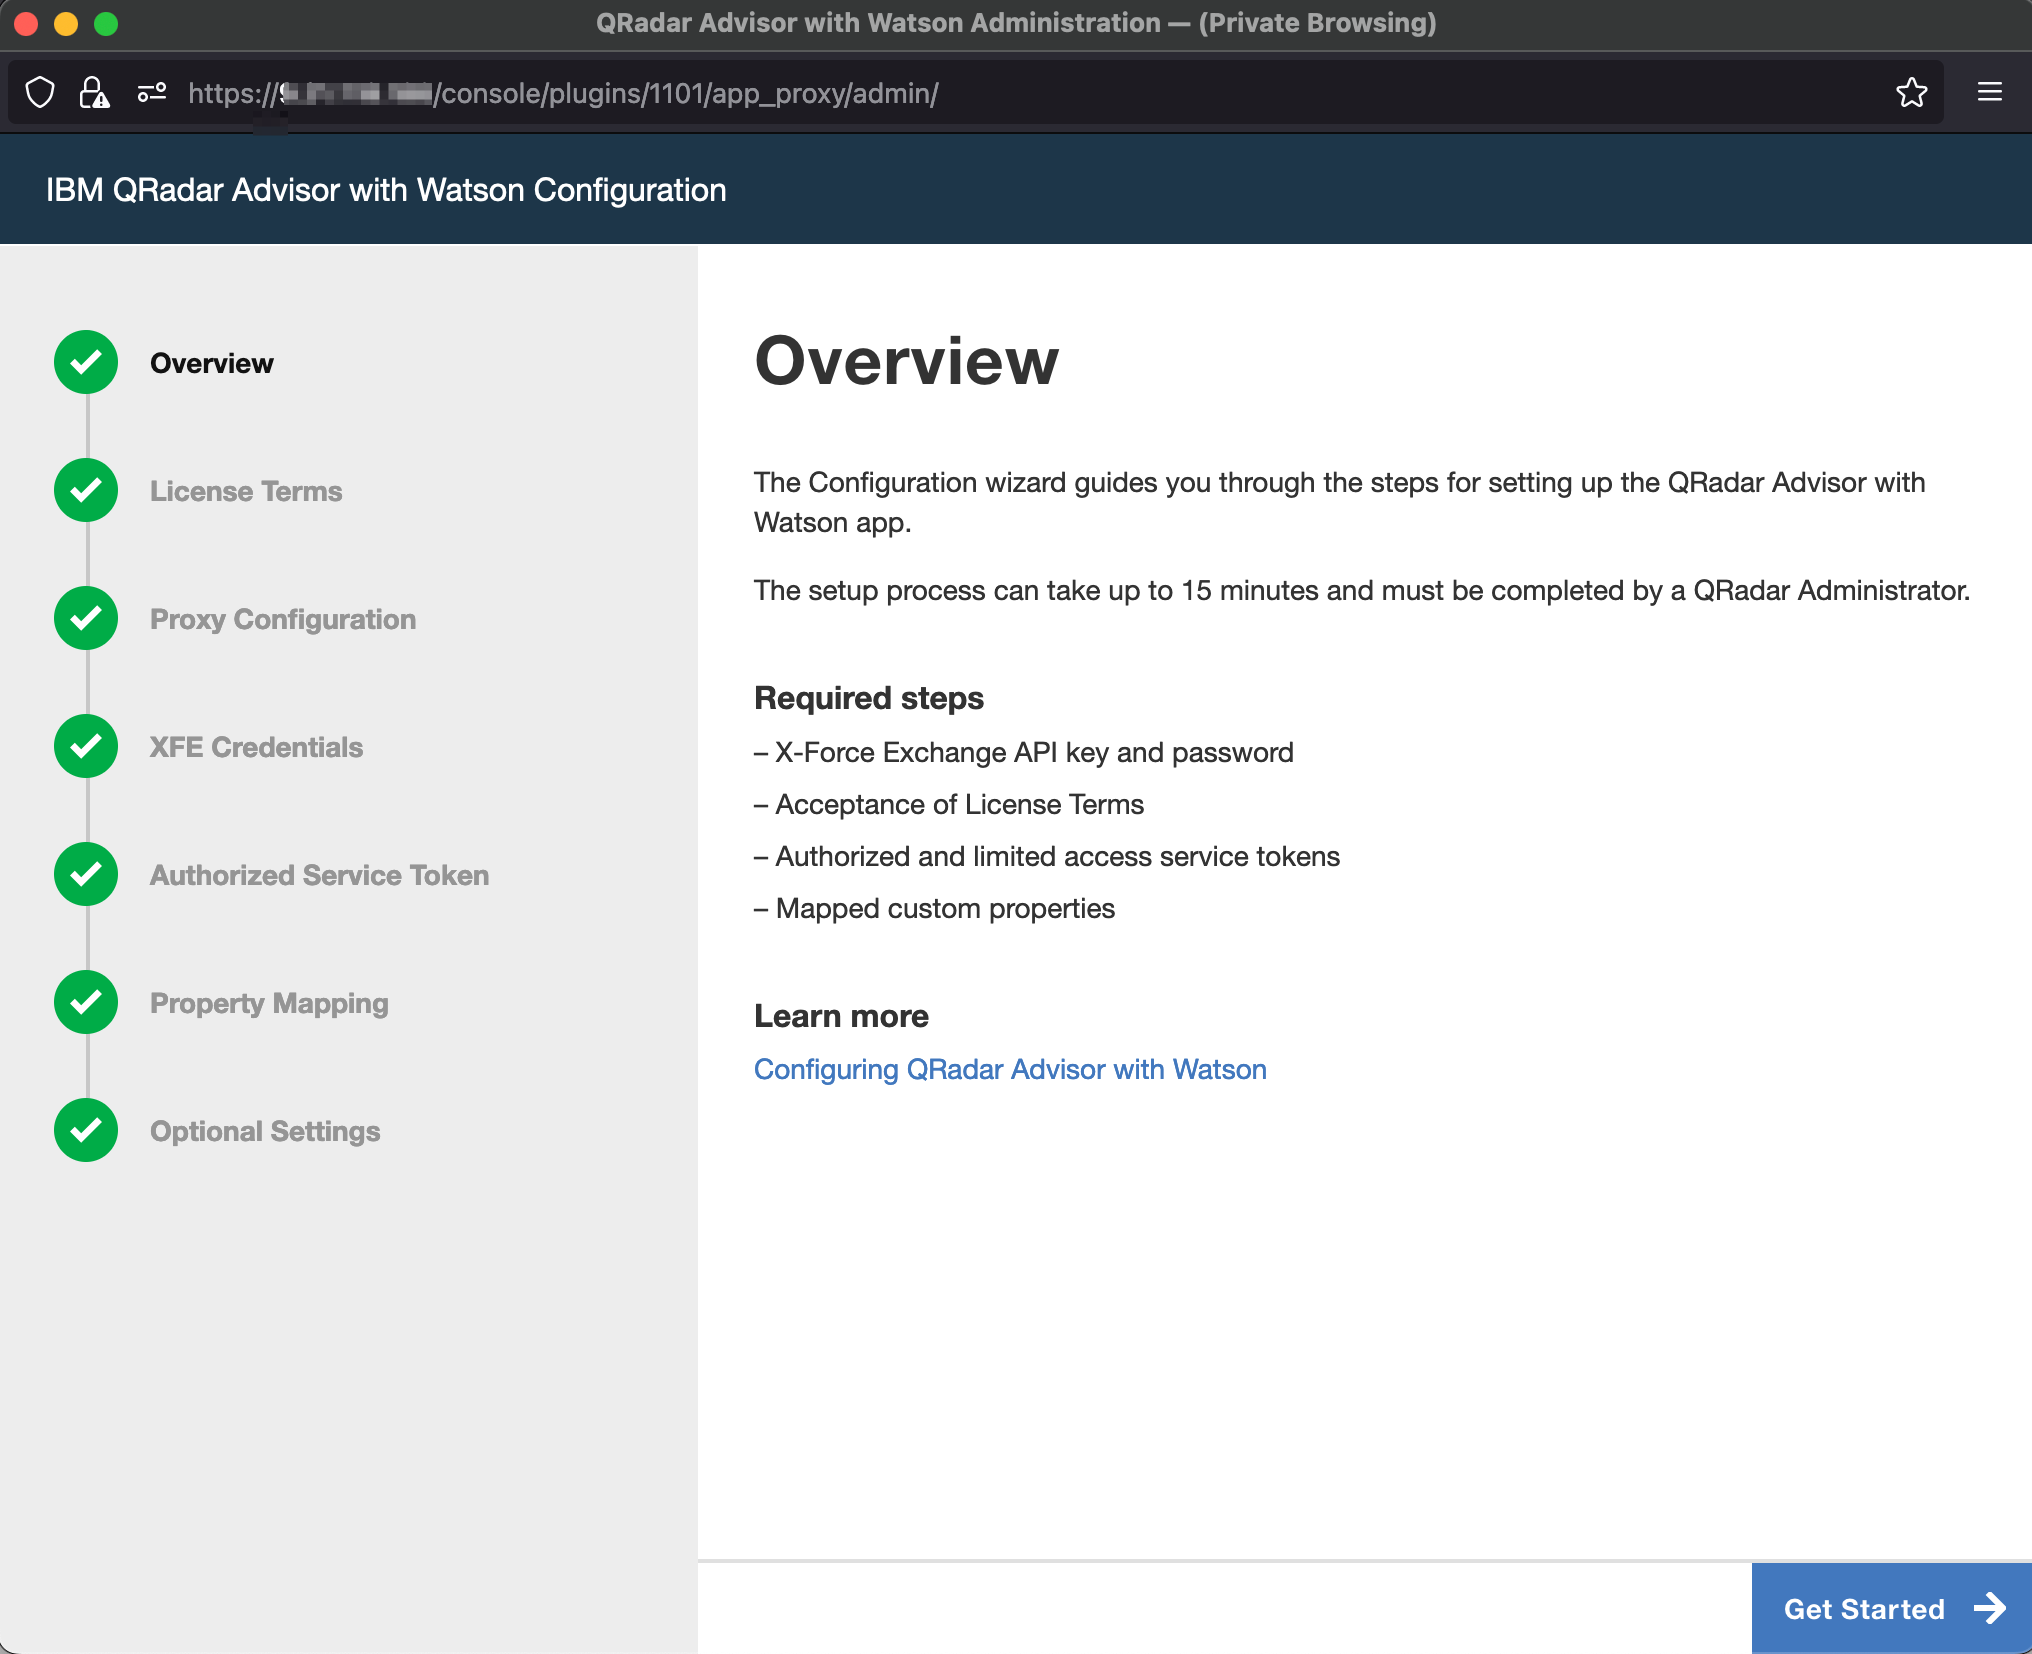 QRadar Advisor with Watson Administration — (Private Browsing)
https:// /console/plugins/1101/app_proxy/admin/
IBM QRadar Advisor with Watson Configuration
Overview
License Terms
Proxy Configuration
XFE Credentials
Authorized Service Token
Property Mapping
Optional Settings
Overview
The Configuration wizard guides you through the steps for setting up the QRadar Advisor with
Watson app.
The setup process can take up to 15 minutes and must be completed by a QRadar Administrator.
Required steps
– X-Force Exchange API key and password
– Acceptance of License Terms
– Authorized and limited access service tokens
– Mapped custom properties
Learn more
Configuring QRadar Advisor with Watson
Get Started